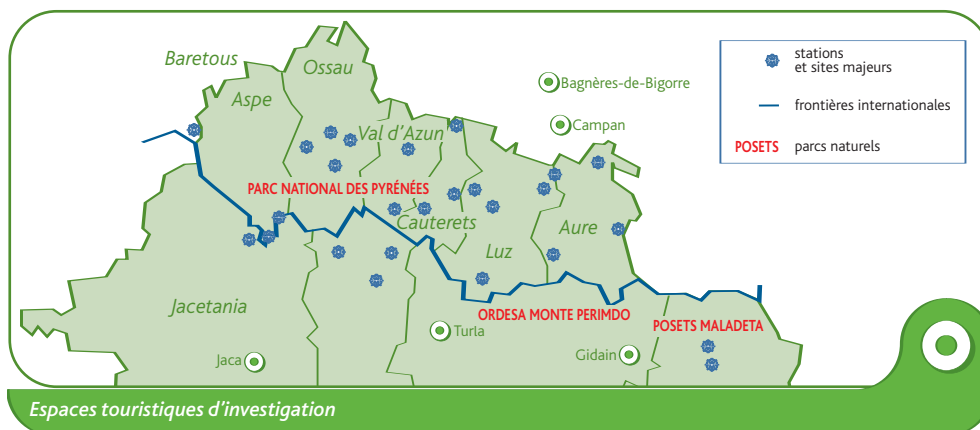 Baretous
Ossau
Aspe
Bagnères-de-Bigorre
Val d'Azun
Campan
PARC NATIONAL DES PYRÉNÉES
Cauterets
Luz
Aure
Jacetania
ORDESA MONTE PERIMDO
POSETS MALADETA
Turla
Jaca
Gidain
stations
et sites majeurs
frontières internationales
POSETS parcs naturels
Espaces touristiques d'investigation